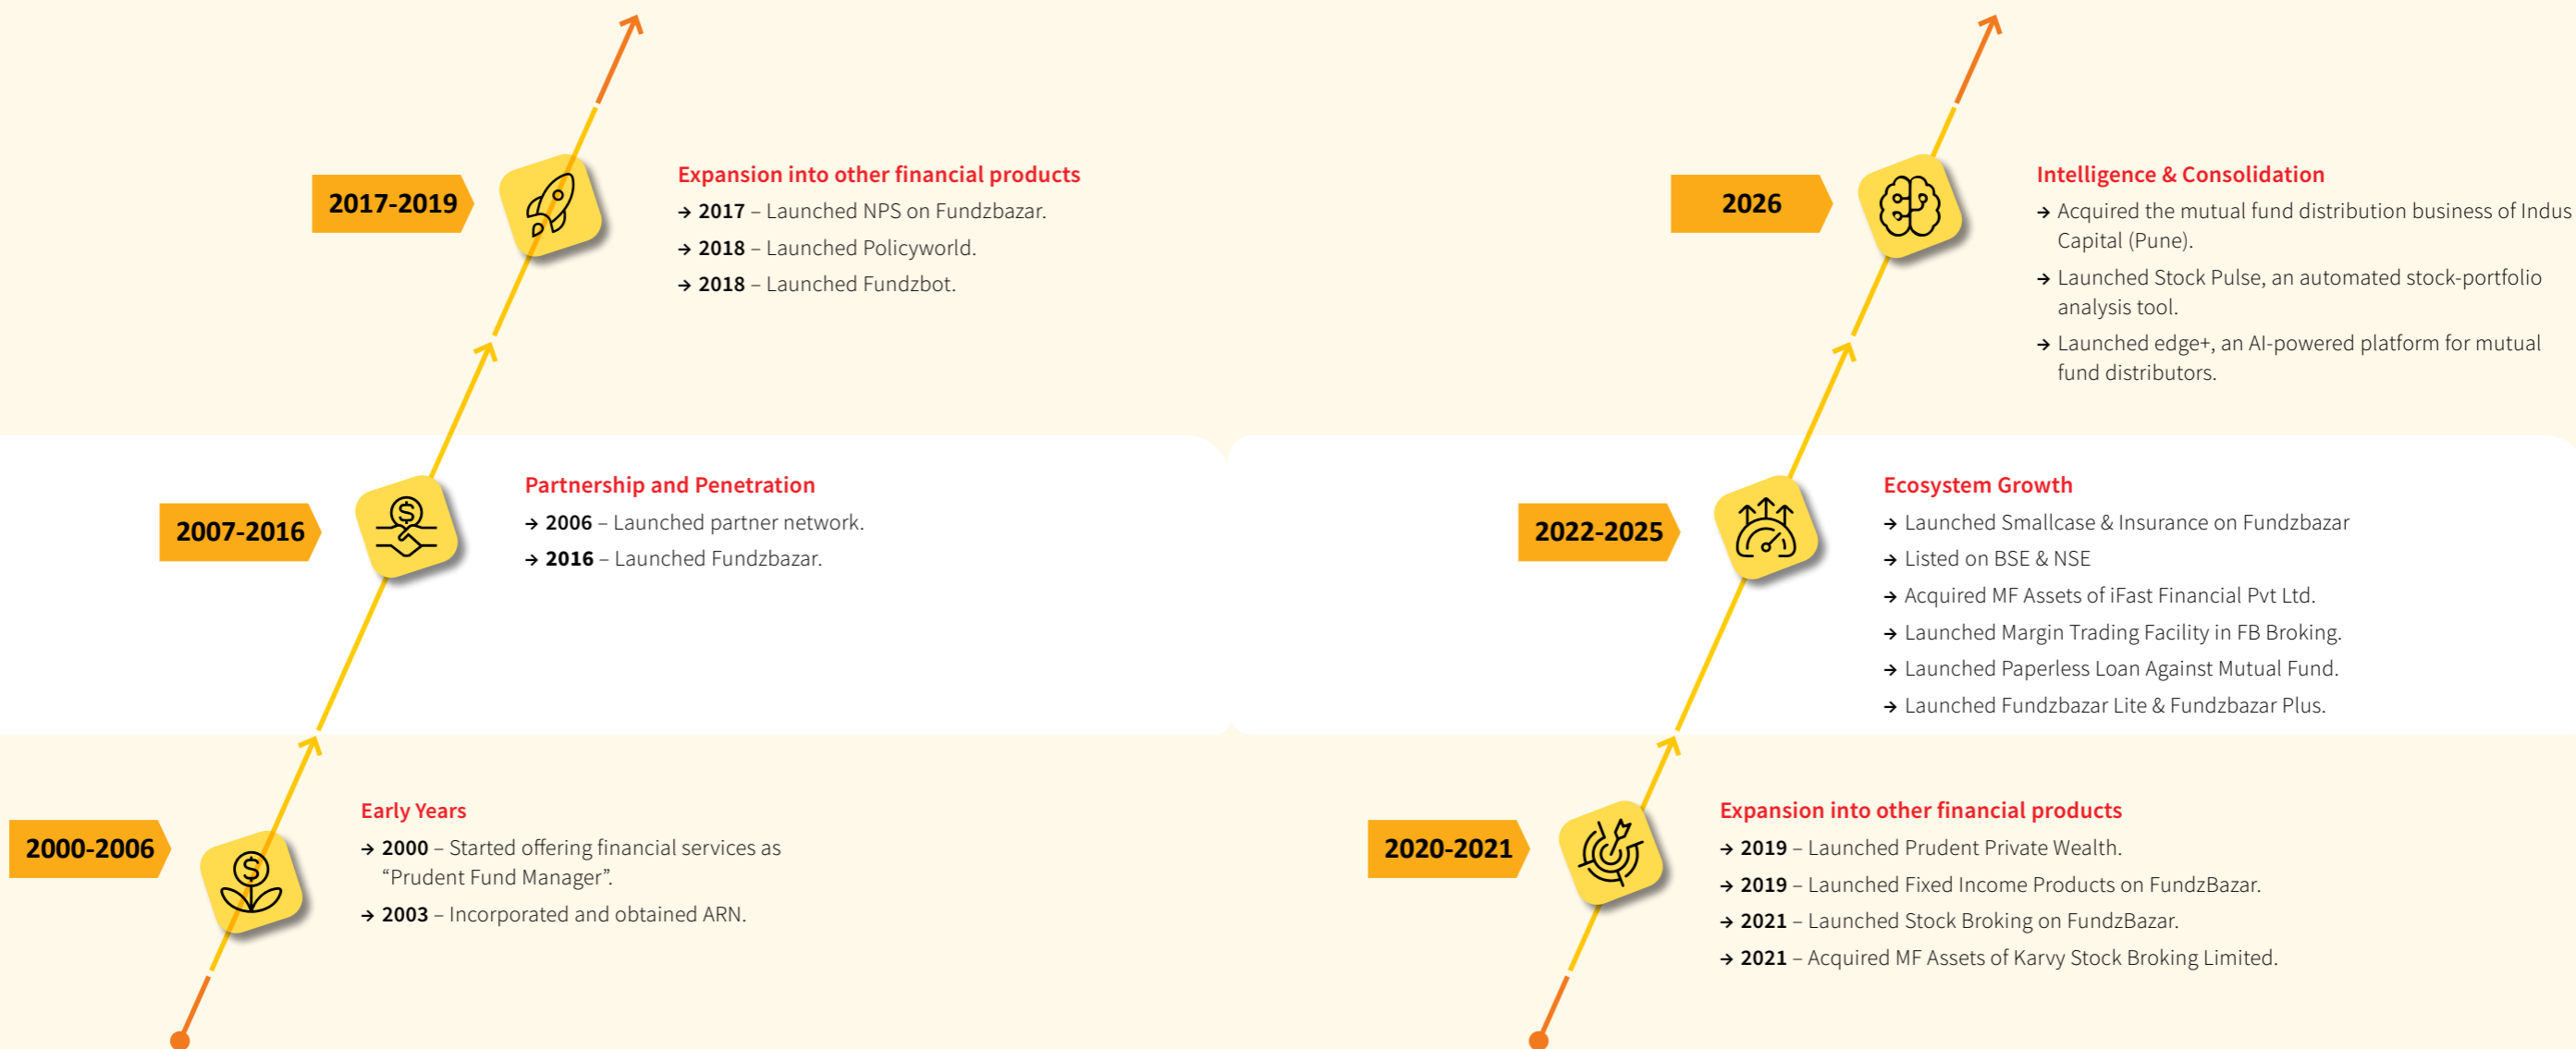 2017-2019
Expansion into other financial products
→ 2017 – Launched NPS on Fundzbazar.
→ 2018 – Launched Policyworld.
→ 2018 – Launched Fundzbot.
2007-2016
Partnership and Penetration
→ 2006 – Launched partner network.
→ 2016 – Launched Fundzbazar.
2000-2006
Early Years
→ 2000 – Started offering financial services as
“Prudent Fund Manager”.
→ 2003 – Incorporated and obtained ARN.
2026
Intelligence & Consolidation
→ Acquired the mutual fund distribution business of Indus
Capital (Pune).
→ Launched Stock Pulse, an automated stock-portfolio
analysis tool.
→ Launched edge+, an AI-powered platform for mutual
fund distributors.
2022-2025
Ecosystem Growth
→ Launched Smallcase & Insurance on Fundzbazar
→ Listed on BSE & NSE
→ Acquired MF Assets of iFast Financial Pvt Ltd.
→ Launched Margin Trading Facility in FB Broking.
→ Launched Paperless Loan Against Mutual Fund.
→ Launched Fundzbazar Lite & Fundzbazar Plus.
2020-2021
Expansion into other financial products
→ 2019 – Launched Prudent Private Wealth.
→ 2019 – Launched Fixed Income Products on FundzBazar.
→ 2021 – Launched Stock Broking on FundzBazar.
→ 2021 – Acquired MF Assets of Karvy Stock Broking Limited.